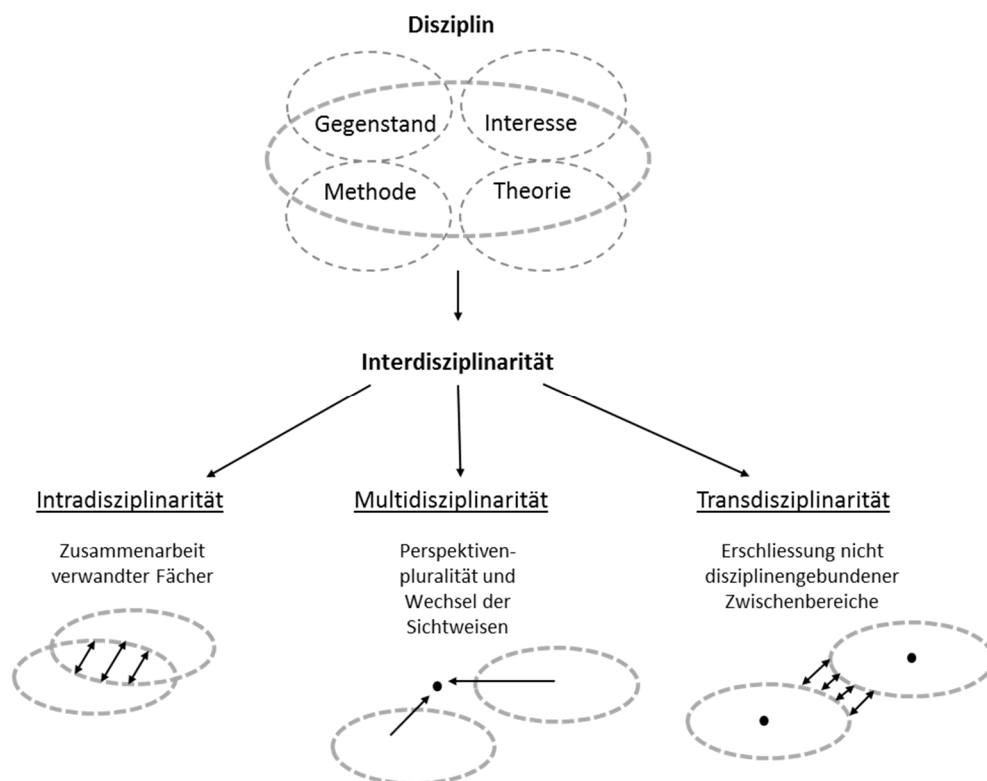 Disziplin
Gegenstand
Interesse
Methode
Theorie
Interdisziplinarität
Intradisziplinarität
Zusammenarbeit
verwandter Fächer
Multidisziplinarität
Perspektiven-
pluralität und
Wechsel der
Sichtweisen
Transdisziplinarität
Erschliessung nicht
disziplinengebundener
Zwischenbereiche